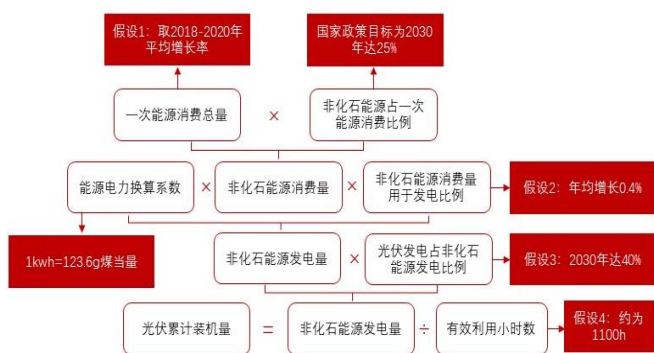 假设1：取2018-2020年
平均增长率
国家政策目标为2030
年达25%
一次能源消费总量
×
非化石能源占一次
能源消费比例
能源电力换算系数
×
非化石能源消费量
×
非化石能源消费量
用于发电比例
假设2：年均增长0.4%
1kwh=123.6g煤当量
非化石能源发电量
×
光伏发电占非化石
能源发电比例
假设3：2030年达40%
光伏累计装机量
=
非化石能源发电量
÷
有效利用小时数
假设4：约为
1100h